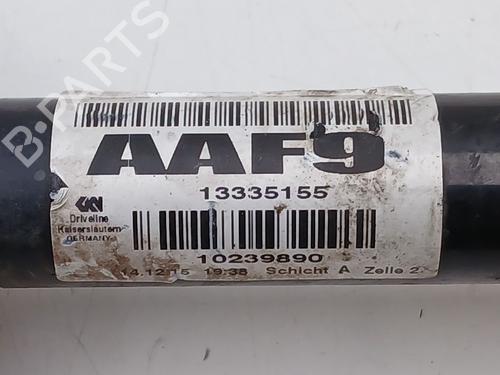 B-PARTS
AAF9
13335155
GKN
Driveline
Kaiserslautern
GERMANY
10239890
14.12.15 19:38 Schicht A Zelle 2